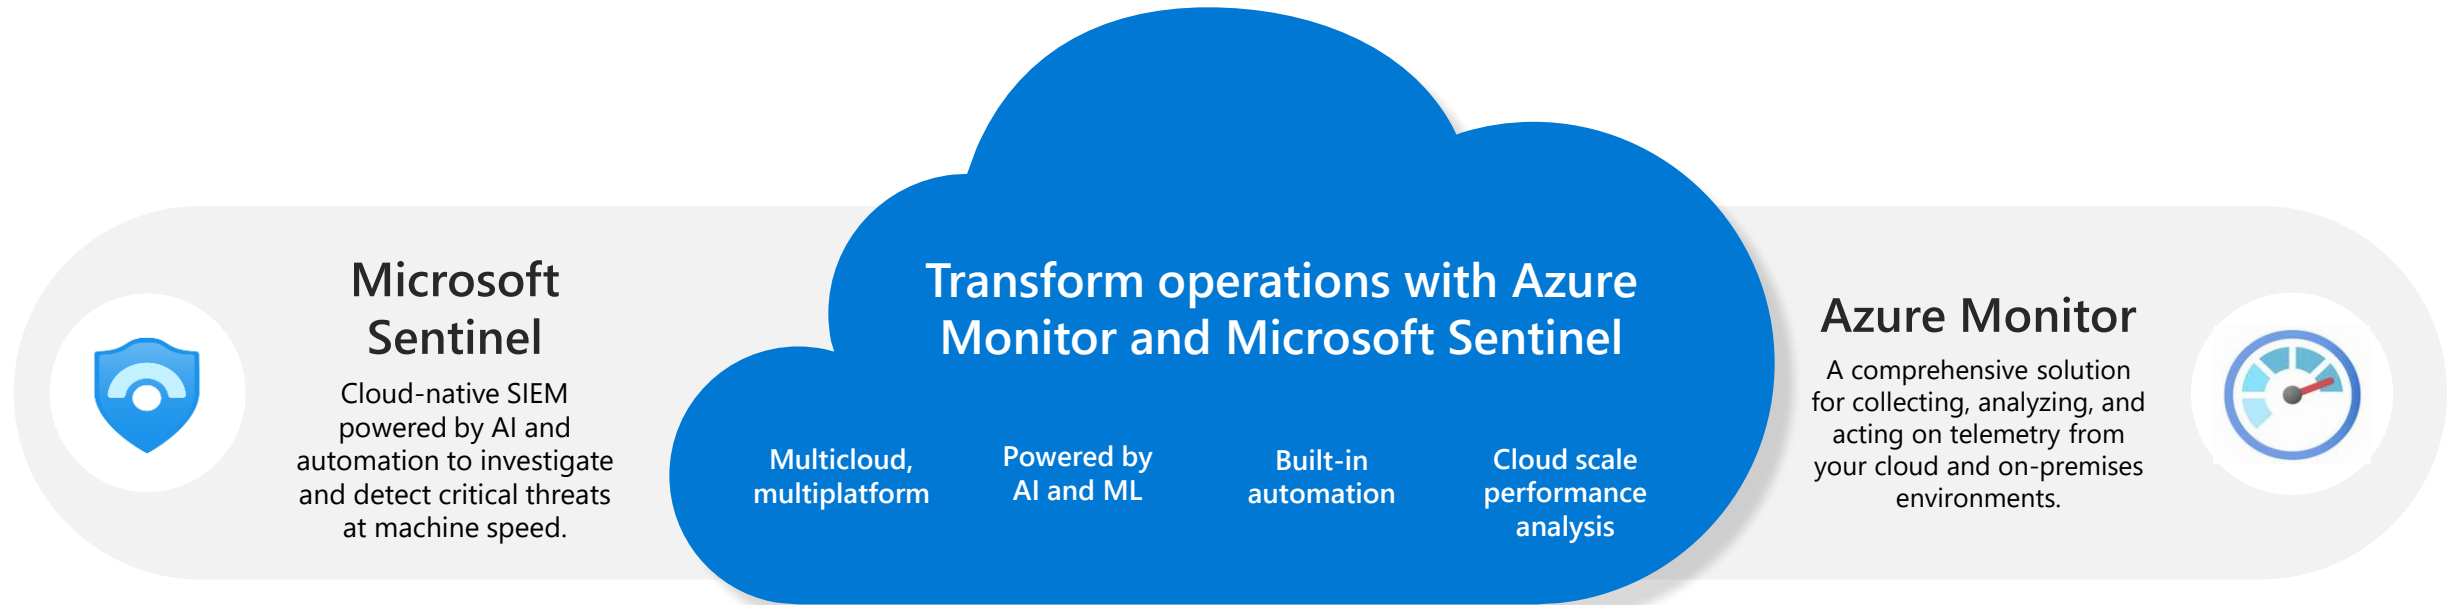 Microsoft
Sentinel
Cloud-native SIEM
powered by AI and
automation to investigate
and detect critical threats
at machine speed.
Transform operations with Azure
Monitor and Microsoft Sentinel
Multicloud,
multiplatform
Powered by
AI and ML
Built-in
automation
Cloud scale
performance
analysis
Azure Monitor
A comprehensive solution
for collecting, analyzing, and
acting on telemetry from
your cloud and on-premises
environments.